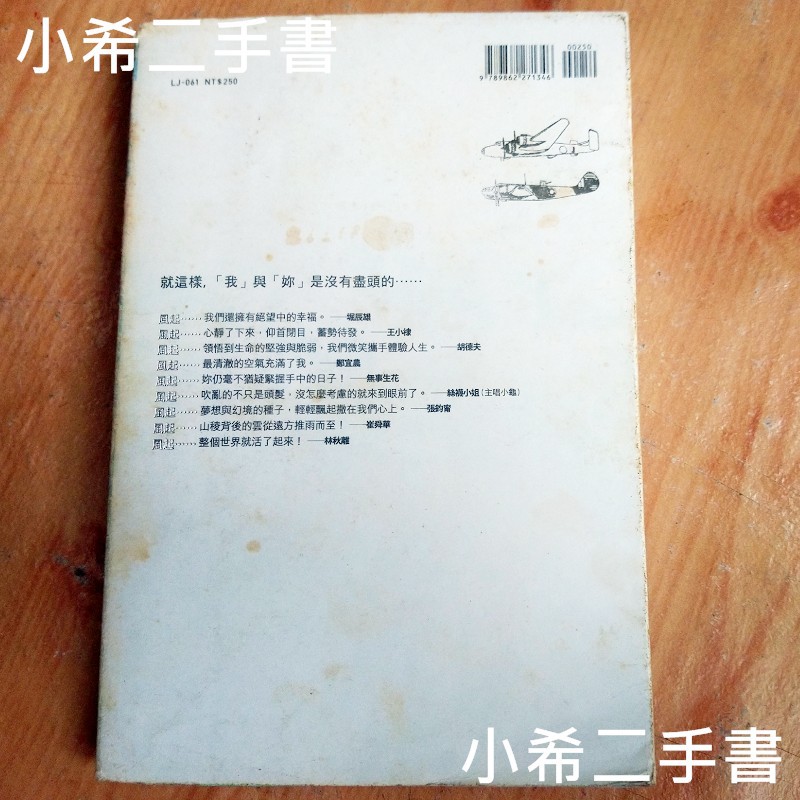 小希二手書
LJ-061 NT$250
00250
9 789862 271346
就這樣,「我」與「妳」是沒有盡頭的……
風起……我們還擁有絕望中的幸福。——堀辰雄
風起……心靜了下來,仰首閉目,蓄勢待發。——王小棣
風起……領悟到生命的堅強與脆弱,我們微笑攜手體驗人生。——胡德夫
風起……最清澈的空氣充滿了我。——鄭宜農
風起……妳仍毫不猶疑緊握手中的日子!——無事生花
風起……吹亂的不只是頭髮,沒怎麼考慮的就來到眼前了。——絲襪小姐(主唱小龜)
風起……夢想與幻境的種子,輕輕飄起撒在我們心上。——張鈞甯
風起……山稜背後的雲從遠方推雨而至!——崔舜華
風起……整個世界就活了起來!——林秋離
小希二手書